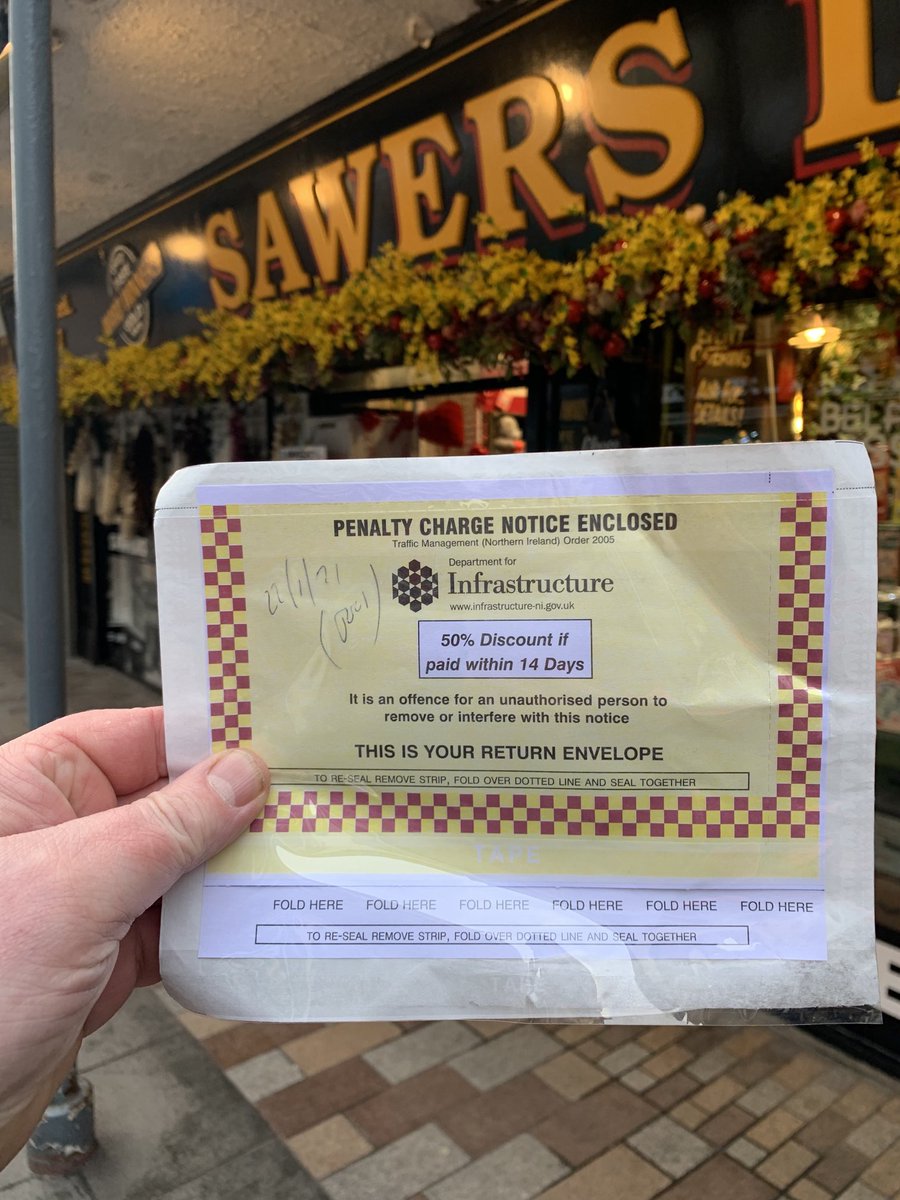 SAWERS L
PENALTY CHARGE NOTICE ENCLOSED
Traffic Management (Northern Ireland) Order 2005
Department for
Infrastructure
www.infrastructure-ni.gov.uk
50% Discount if
paid within 14 Days
It is an offence for an unauthorised person to
remove or interfere with this notice
THIS IS YOUR RETURN ENVELOPE
TO RE-SEAL REMOVE STRIP, FOLD OVER DOTTED LINE AND SEAL TOGETHER
TAPE
FOLD HERE FOLD HERE FOLD HERE FOLD HERE FOLD HERE FOLD HERE
TO RE-SEAL REMOVE STRIP, FOLD OVER DOTTED LINE AND SEAL TOGETHER
TAPE